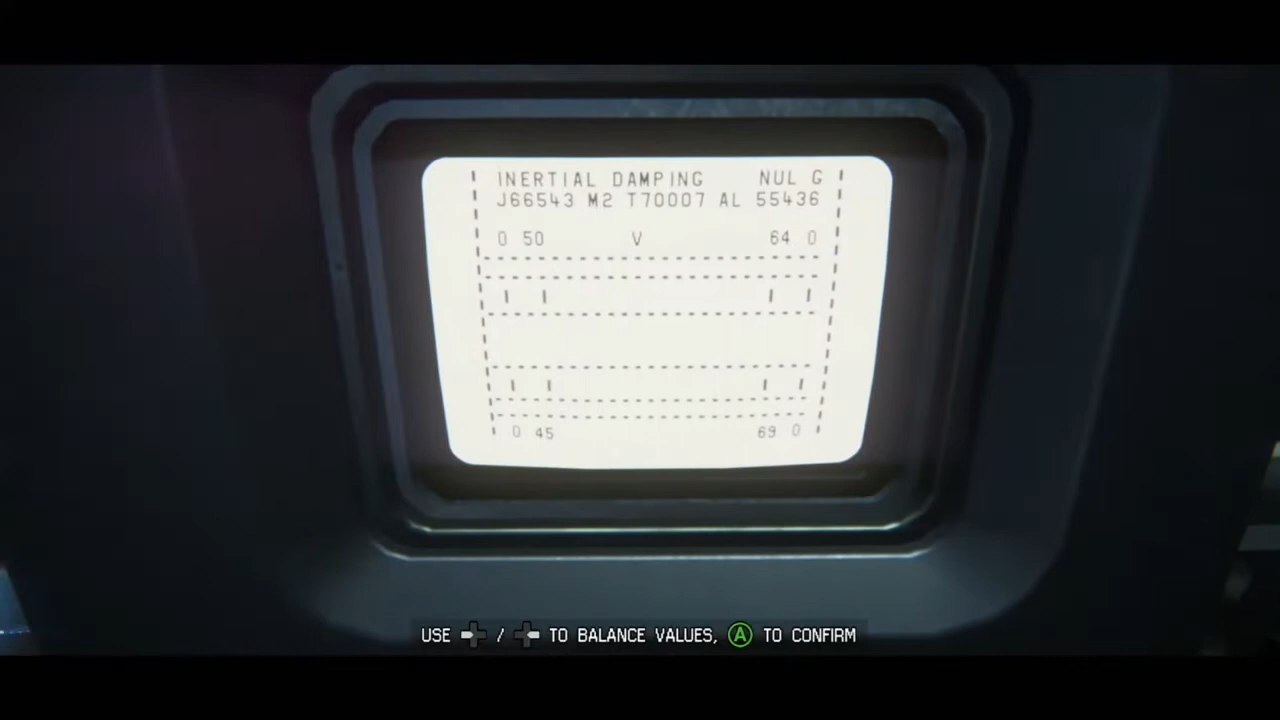 INERTIAL DAMPING NUL G
J66543 M2 T70007 AL 55436
0 50 V 64 0
0 45 69 0
USE / TO BALANCE VALUES, A TO CONFIRM